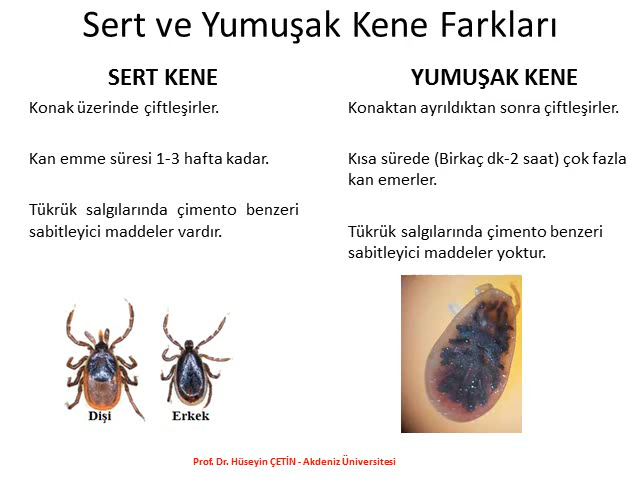 Sert ve Yumuşak Kene Farkları
SERT KENE
Konak üzerinde çiftleşirler.
Kan emme süresi 1-3 hafta kadar.
Tükrük salgılarında çimento benzeri
sabitleyici maddeler vardır.
YUMUŞAK KENE
Konaktan ayrıldıktan sonra çiftleşirler.
Kısa sürede (Birkaç dk-2 saat) çok fazla
kan emerler.
Tükrük salgılarında çimento benzeri
sabitleyici maddeler yoktur.
Dişi
Erkek
Prof. Dr. Hüseyin ÇETİN - Akdeniz Üniversitesi